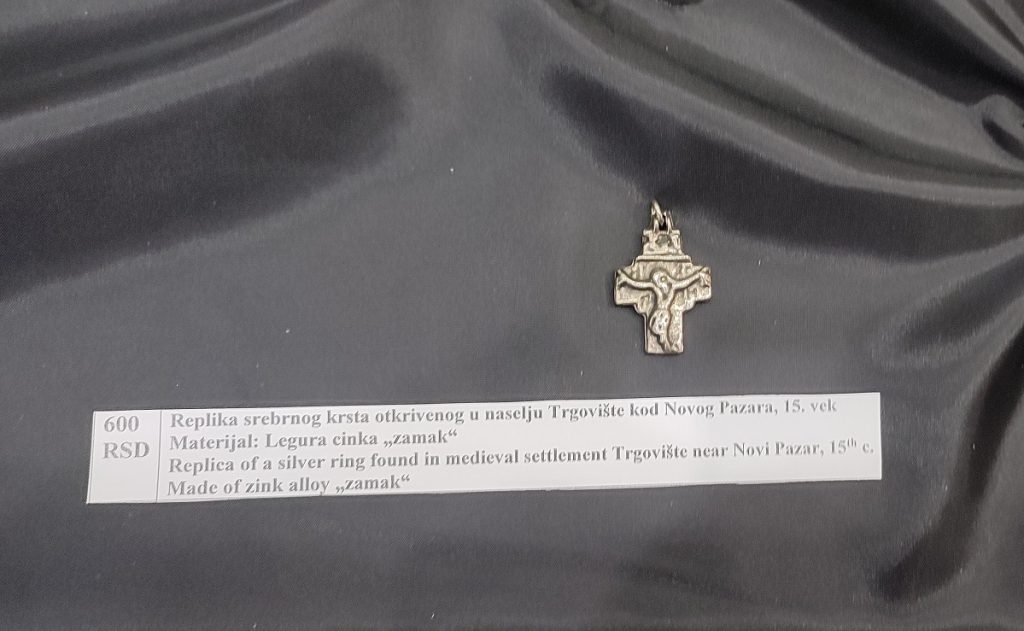 600
RSD
Replika srebrnog krsta otkrivenog u naselju Trgovište kod Novog Pazara, 15. vek
Materijal: Legura cinka „zamak“
Replica of a silver ring found in medieval settlement Trgovište near Novi Pazar, 15th c.
Made of zink alloy „zamak“